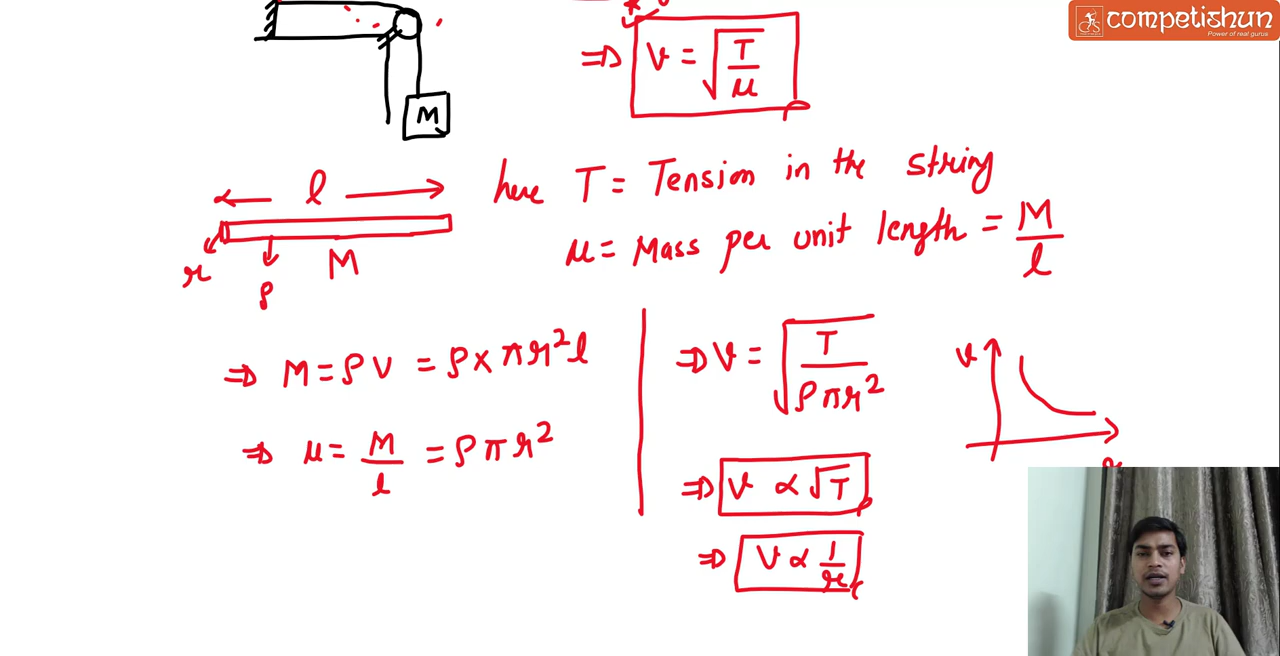 competishun
Power of real gurus
⇒ v = √(T/μ)
M
l
r
ρ
M
here T = Tension in the string
μ = Mass per unit length = M/l
⇒ M = ρV = ρ × πr²l
⇒ μ = M/l = ρπr²
⇒ v = √(T/ρπr²)
⇒ v ∝ √T
⇒ v ∝ 1/r
v